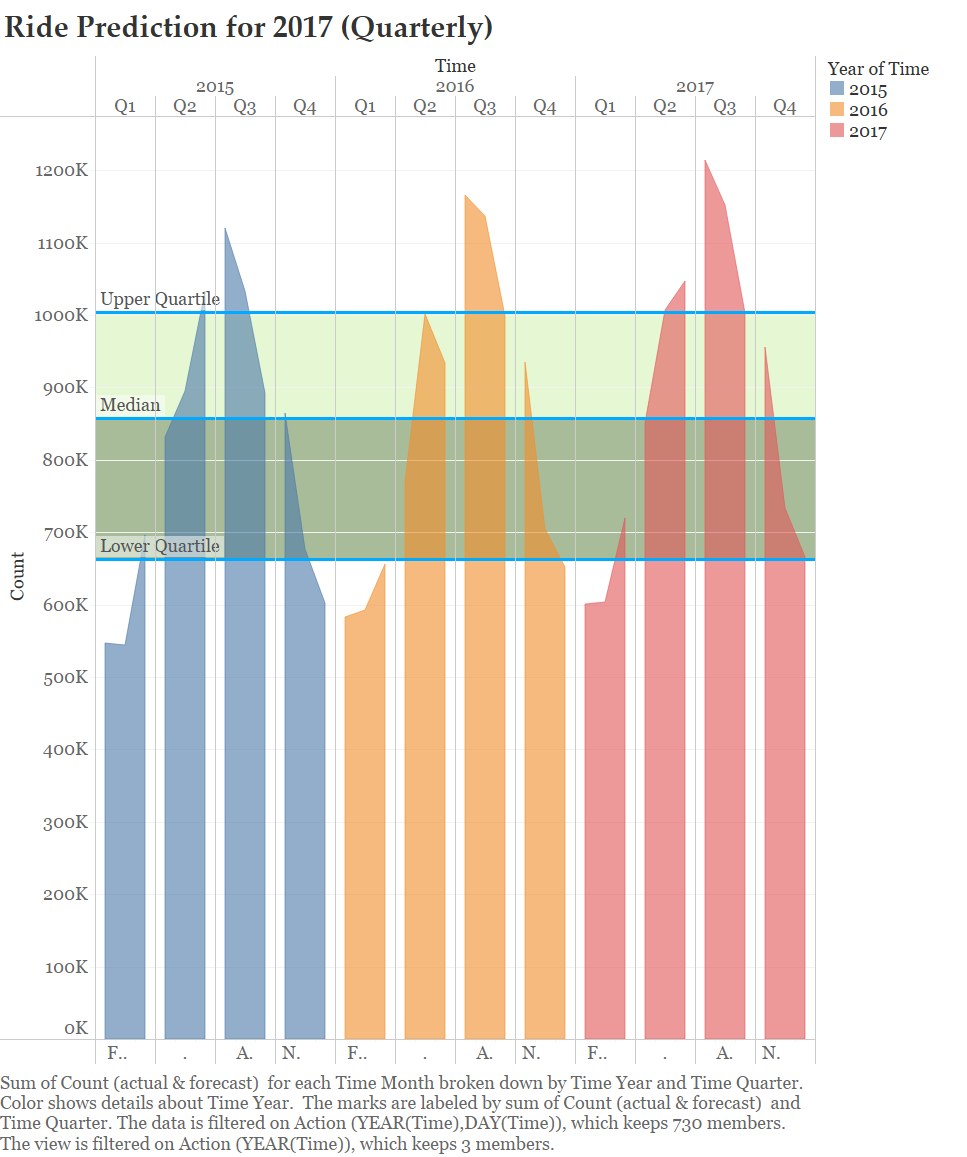 Ride Prediction for 2017 (Quarterly)
Time
2015 2016 2017
Q1 Q2 Q3 Q4 Q1 Q2 Q3 Q4 Q1 Q2 Q3 Q4
Year of Time
2015
2016
2017
1200K
1100K
Upper Quartile
1000K
900K
Median
800K
700K
Lower Quartile
Count
600K
500K
400K
300K
200K
100K
0K
F.. . A. N. F.. . A. N. F.. . A. N.
Sum of Count (actual & forecast)  for each Time Month broken down by Time Year and Time Quarter.
Color shows details about Time Year.  The marks are labeled by sum of Count (actual & forecast)  and
Time Quarter. The data is filtered on Action (YEAR(Time),DAY(Time)), which keeps 730 members.
The view is filtered on Action (YEAR(Time)), which keeps 3 members.